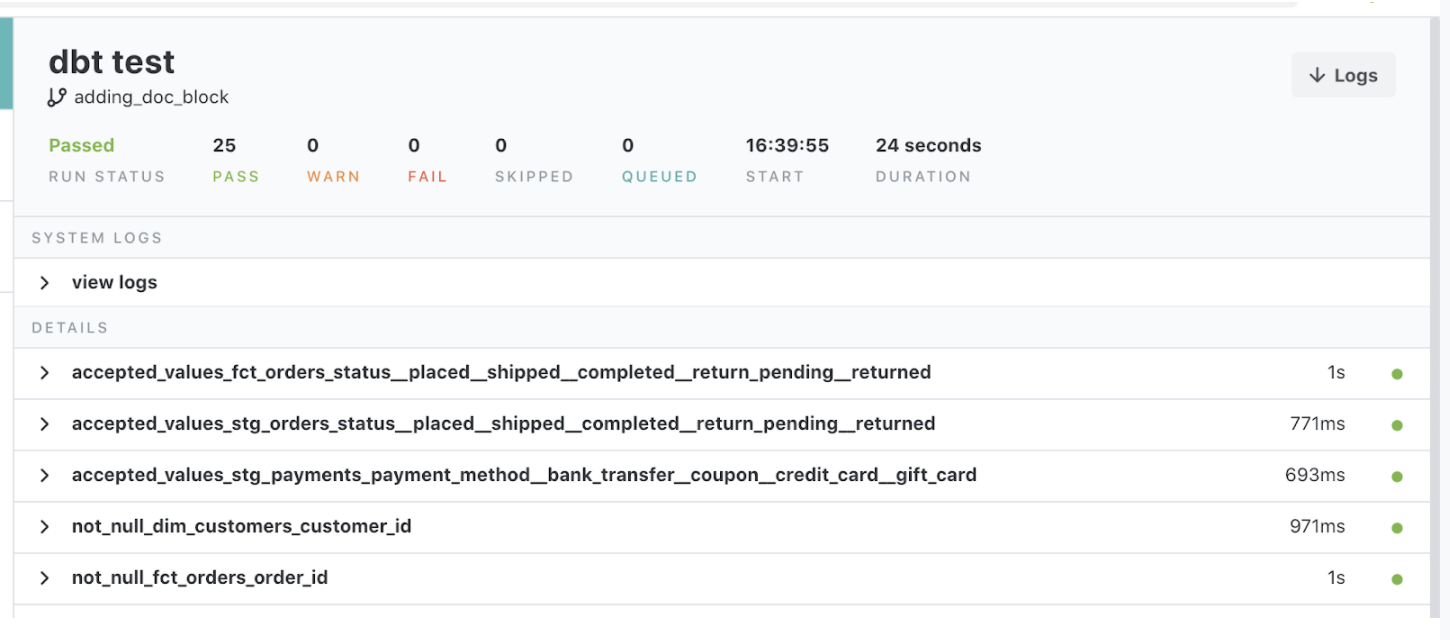 dbt test
Logs
adding_doc_block
Passed 25 0 0 0 0 16:39:55 24 seconds
RUN STATUS PASS WARN FAIL SKIPPED QUEUED START DURATION
SYSTEM LOGS
view logs
DETAILS
accepted_values_fct_orders_status__placed__shipped__completed__return_pending__returned 1s
accepted_values_stg_orders_status__placed__shipped__completed__return_pending__returned 771ms
accepted_values_stg_payments_payment_method__bank_transfer__coupon__credit_card__gift_card 693ms
not_null_dim_customers_customer_id 971ms
not_null_fct_orders_order_id 1s